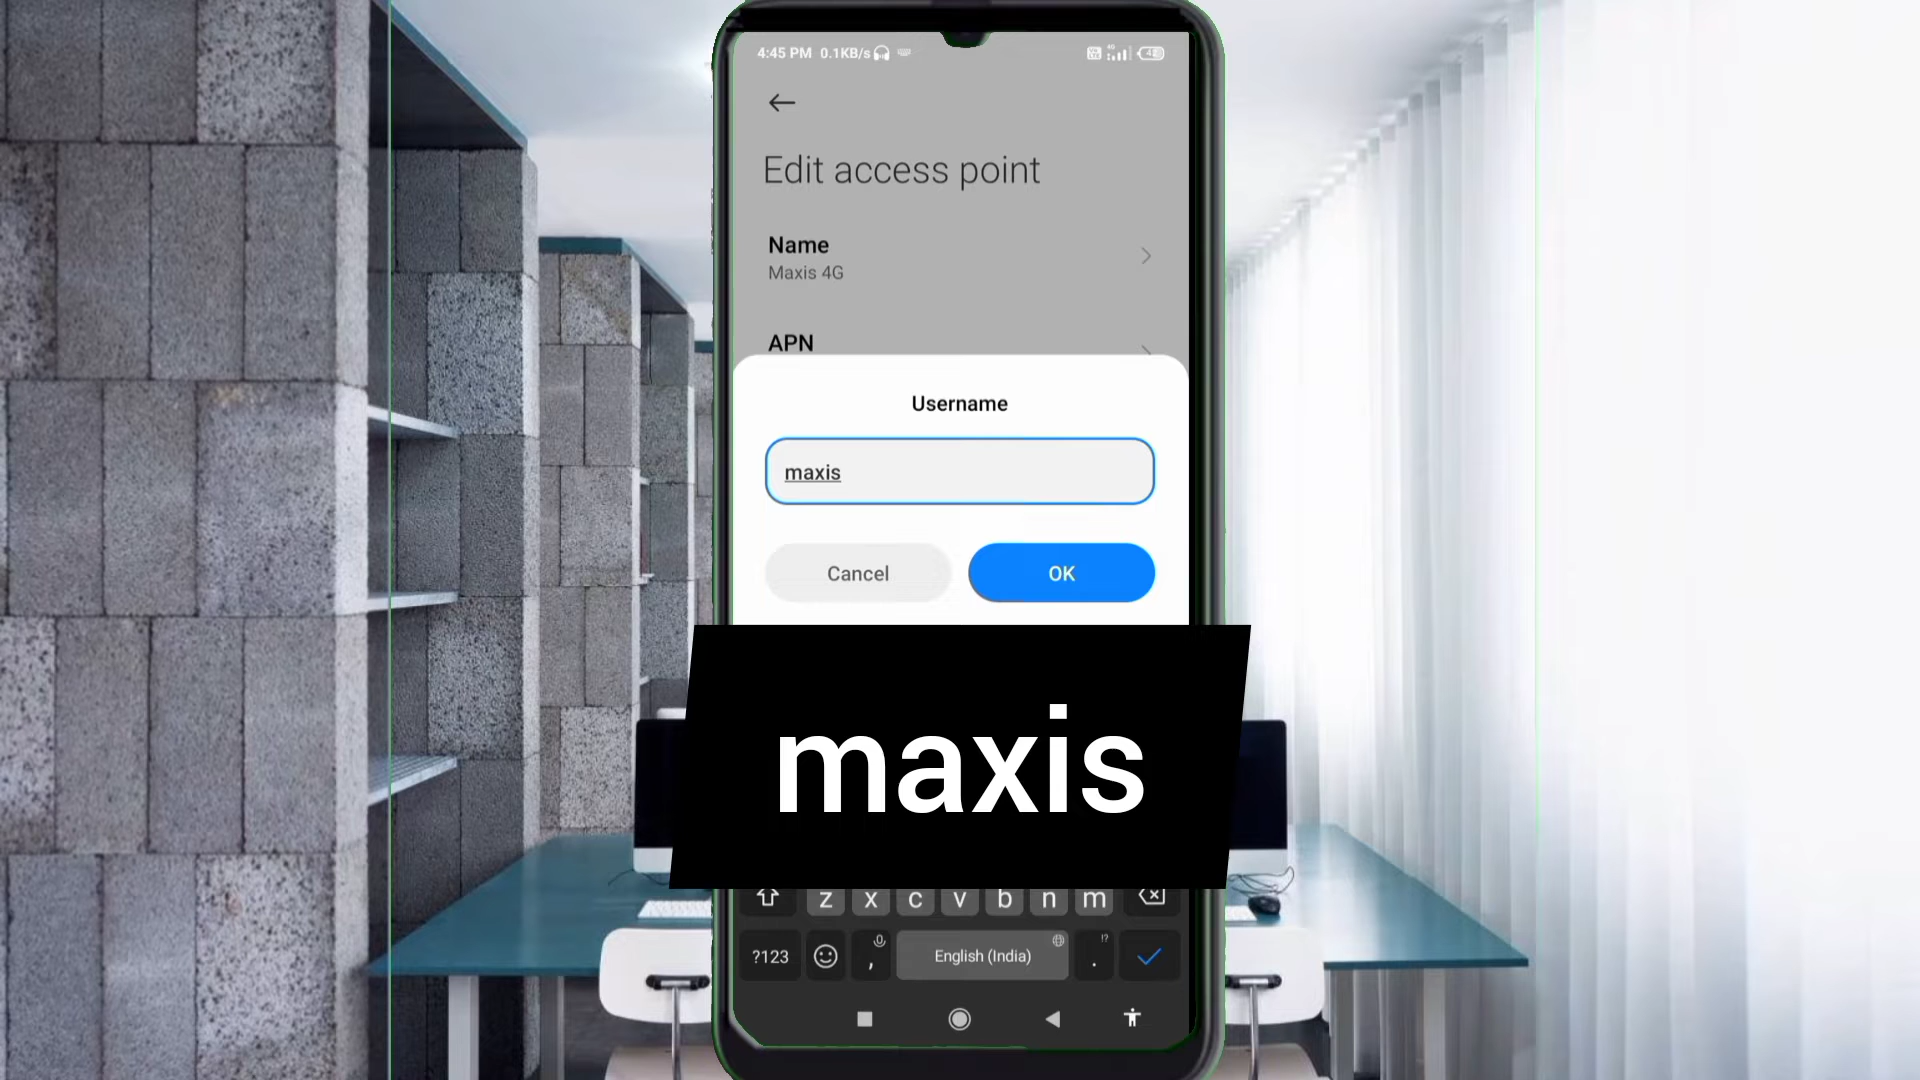 4:45 PM 0.1KB/s 4G
Edit access point
Name
Maxis 4G
APN
Username
maxis
Cancel OK
maxis
z x c v b n m
?123 , English (India) !? .